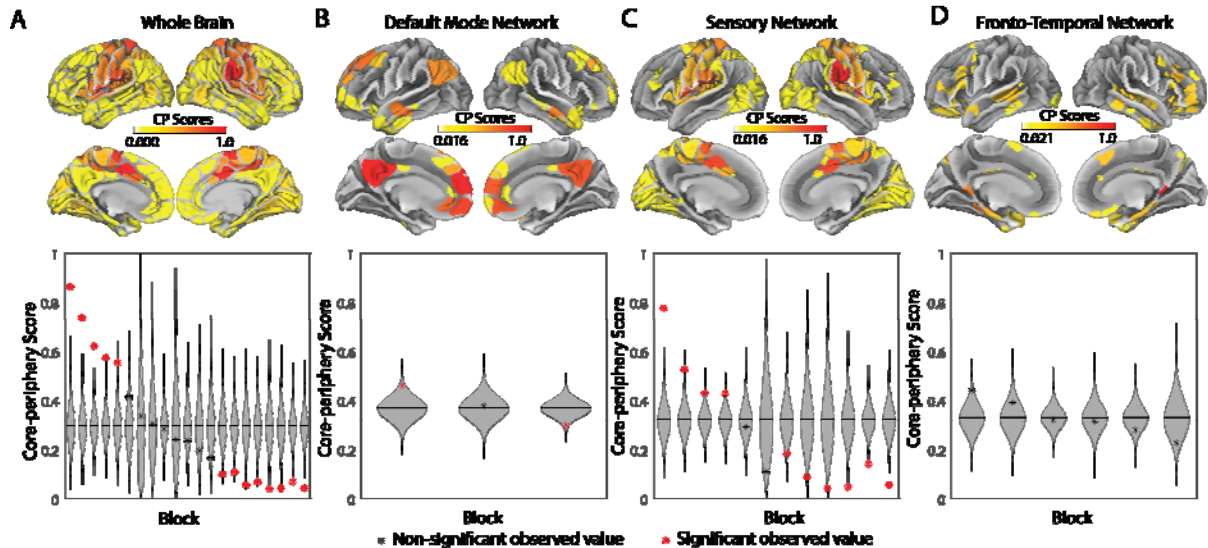 A Whole Brain
B Default Mode Network
C Sensory Network
D Fronto-Temporal Network
CP Scores
0.000 1.0
CP Scores
0.016 1.0
CP Scores
0.016 1.0
CP Scores
0.021 1.0
Core-periphery Score
1
0.8
0.6
0.4
0.2
0
Block
Core-periphery Score
1
0.8
0.6
0.4
0.2
0
Block
Core-periphery Score
1
0.8
0.6
0.4
0.2
0
Block
Core-periphery Score
1
0.8
0.6
0.4
0.2
0
Block
Non-significant observed value
Significant observed value